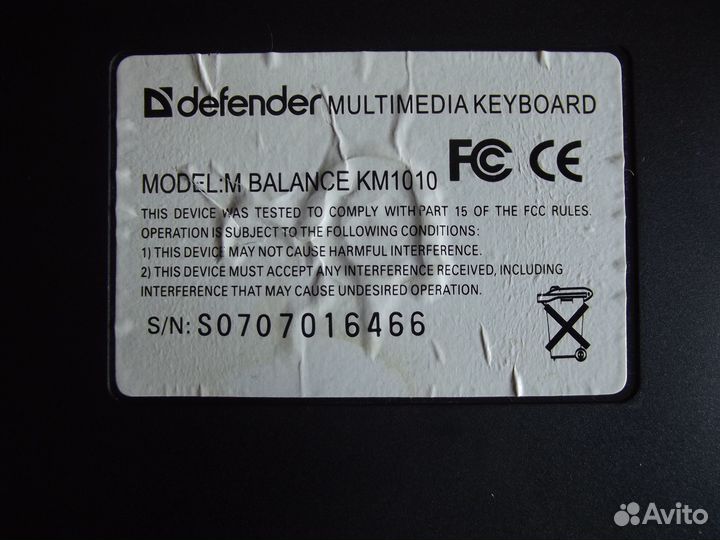 defender MULTIMEDIA KEYBOARD
MODEL:M BALANCE KM1010 FC CE
THIS DEVICE WAS TESTED TO COMPLY WITH PART 15 OF THE FCC RULES.
OPERATION IS SUBJECT TO THE FOLLOWING CONDITIONS:
1) THIS DEVICE MAY NOT CAUSE HARMFUL INTERFERENCE.
2) THIS DEVICE MUST ACCEPT ANY INTERFERENCE RECEIVED, INCLUDING
INTERFERENCE THAT MAY CAUSE UNDESIRED OPERATION.
S/N: S0707016466
Avito